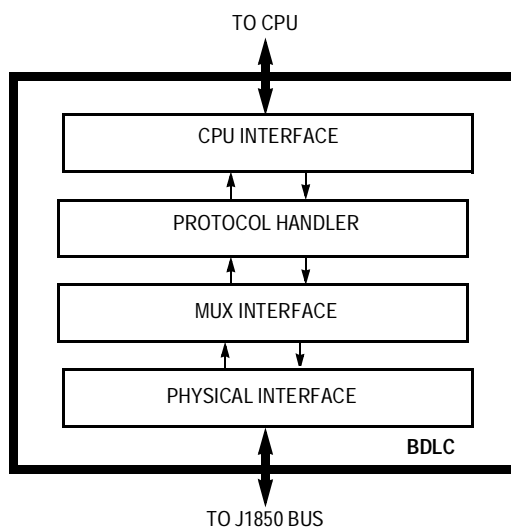 TO CPU
CPU INTERFACE
PROTOCOL HANDLER
MUX INTERFACE
PHYSICAL INTERFACE
BDLC
TO J1850 BUS